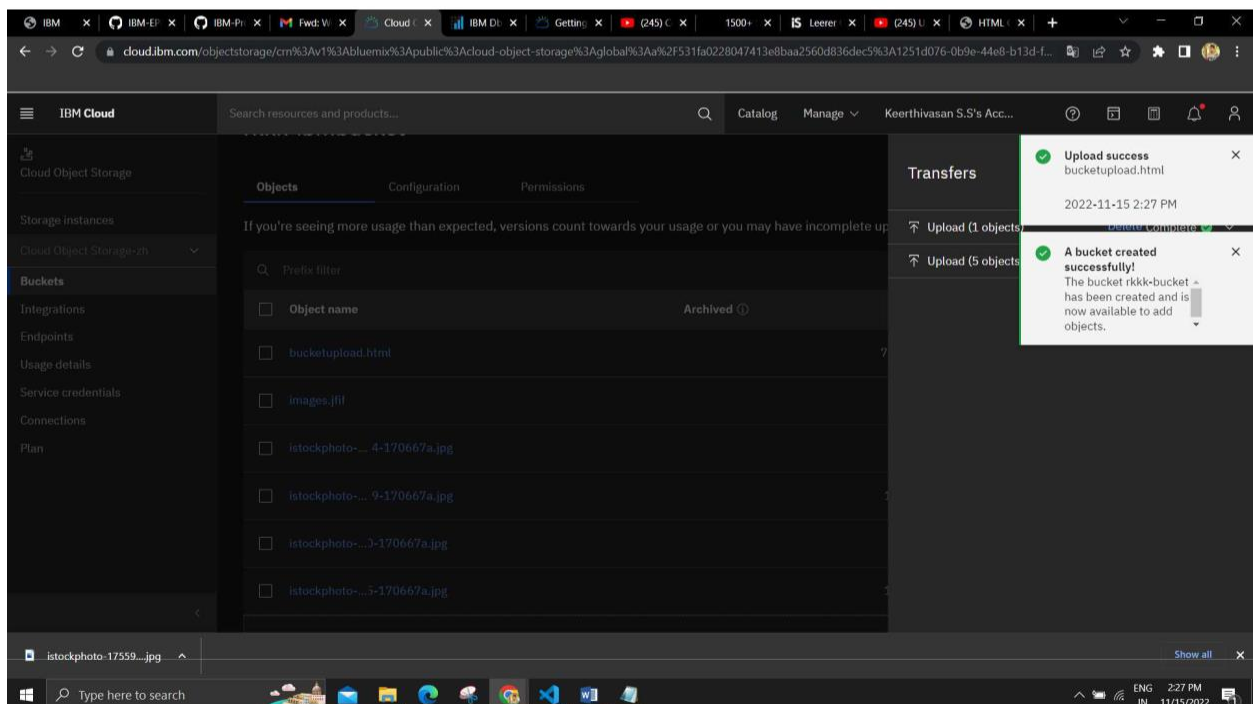 IBM
IBM-EP
IBM-Pr
Fwd: W
Cloud C
IBM Db
Getting
(245) C
1500+
iS Leerer
(245) U
HTML
cloud.ibm.com/objectstorage/crn%3Av1%3Abluemix%3Apublic%3Acloud-object-storage%3Aglobal%3Aa%2F531fa0228047413e8baa2560d836dec5%3A1251d076-0b9e-44e8-b13d-f...
IBM Cloud
Search resources and products...
Catalog
Manage
Keerthivasan S.S's Acc...
Cloud Object Storage
Storage instances
Cloud Object Storage-zh
Buckets
Integrations
Endpoints
Usage details
Service credentials
Connections
Plan
Objects
Configuration
Permissions
If you're seeing more usage than expected, versions count towards your usage or you may have incomplete up
Prefix filter
Object name
Archived
bucketupload.html
7
images.jfif
istockphoto-... 4-170667a.jpg
istockphoto-... 9-170667a.jpg
1
istockphoto-...0-170667a.jpg
istockphoto-...5-170667a.jpg
1
Transfers
Upload (1 objects)
Delete Complete
Upload (5 objects
Upload success
bucketupload.html
2022-11-15 2:27 PM
A bucket created
successfully!
The bucket rkkk-bucket
has been created and is
now available to add
objects.
istockphoto-17559....jpg
Show all
Type here to search
ENG
IN
2:27 PM
11/15/2022